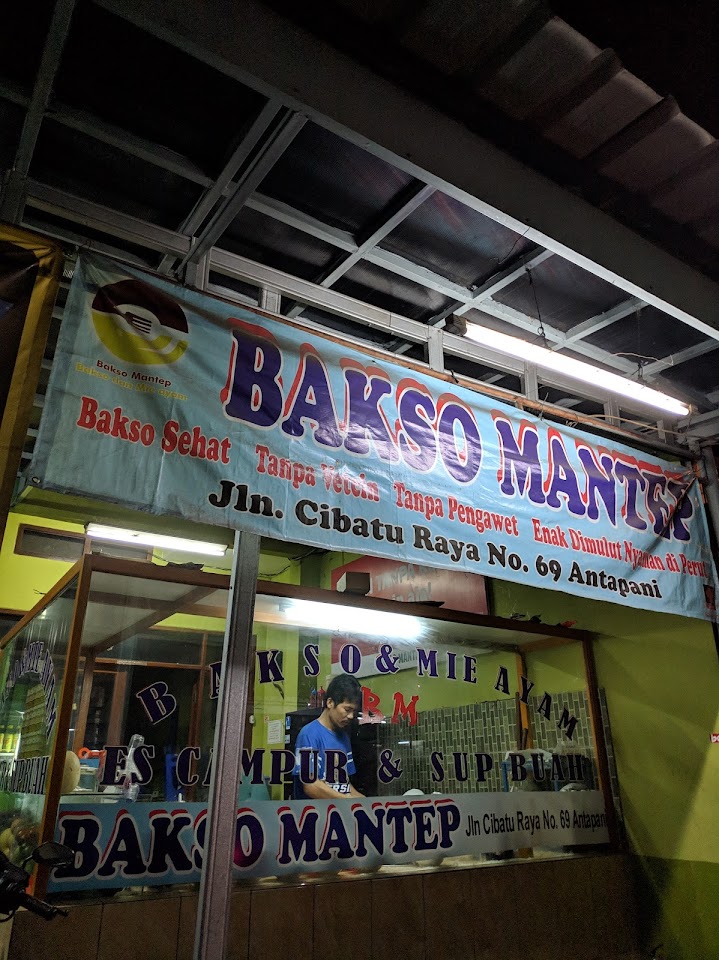 Bakso Mantep
BAKSO MANTEP
Bakso Sehat Tanpa Vetcin Tanpa Pengawet Enak Dimulut Nyaman di Perut
Jln. Cibatu Raya No. 69 Antapani
BAKSO & MIE AYAM
ES CAMPUR & SUP BUAH
BAKSO MANTEP Jln Cibatu Raya No. 69 Antapani